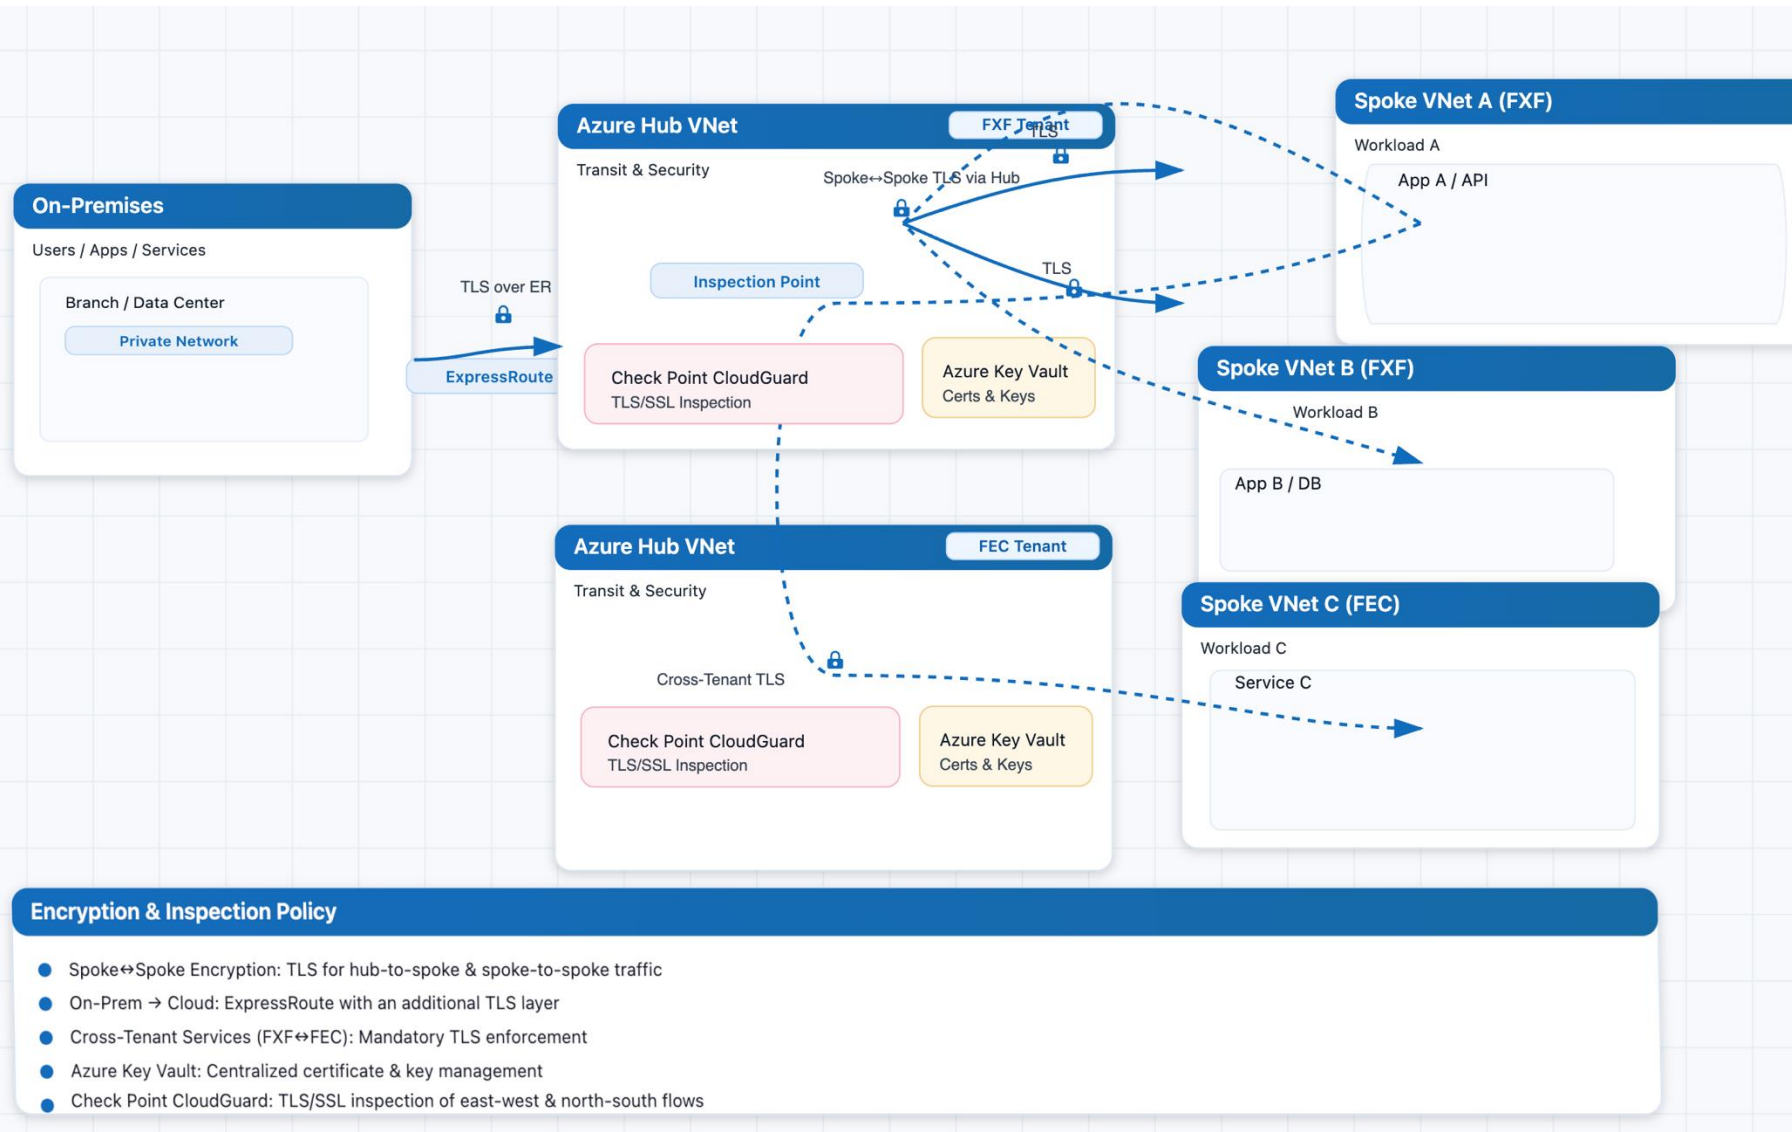 On-Premises
Users / Apps / Services
Branch / Data Center
Private Network
TLS over ER
ExpressRoute
Azure Hub VNet
FXF Tenant
TLS
Transit & Security
Spoke↔Spoke TLS via Hub
TLS
Inspection Point
Check Point CloudGuard
TLS/SSL Inspection
Azure Key Vault
Certs & Keys
Spoke VNet A (FXF)
Workload A
App A / API
Spoke VNet B (FXF)
Workload B
App B / DB
Azure Hub VNet
FEC Tenant
Transit & Security
Cross-Tenant TLS
Check Point CloudGuard
TLS/SSL Inspection
Azure Key Vault
Certs & Keys
Spoke VNet C (FEC)
Workload C
Service C
Encryption & Inspection Policy
Spoke↔Spoke Encryption: TLS for hub-to-spoke & spoke-to-spoke traffic
On-Prem → Cloud: ExpressRoute with an additional TLS layer
Cross-Tenant Services (FXF↔FEC): Mandatory TLS enforcement
Azure Key Vault: Centralized certificate & key management
Check Point CloudGuard: TLS/SSL inspection of east-west & north-south flows